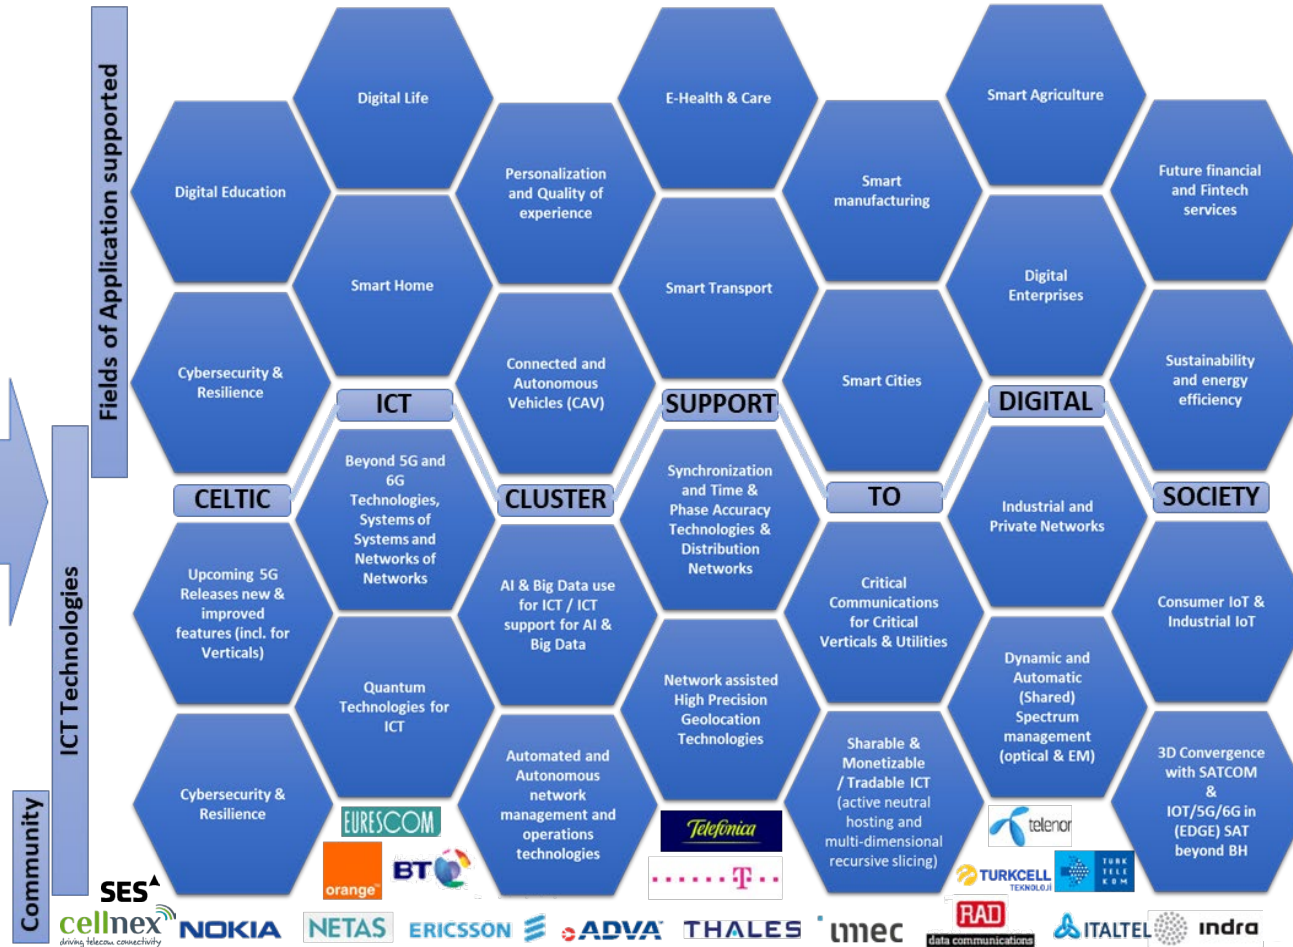 Fields of Application supported
Digital Life
E-Health & Care
Smart Agriculture
Digital Education
Personalization
and Quality of
experience
Smart
manufacturing
Future financial
and Fintech
services
Smart Home
Smart Transport
Digital
Enterprises
Cybersecurity &
Resilience
Connected and
Autonomous
Vehicles (CAV)
Smart Cities
Sustainability
and energy
efficiency
CELTIC
ICT
CLUSTER
SUPPORT
TO
DIGITAL
SOCIETY
ICT Technologies
Beyond 5G and
6G
Technologies,
Systems of
Systems and
Networks of
Networks
Synchronization
and Time &
Phase Accuracy
Technologies &
Distribution
Networks
Industrial and
Private Networks
Upcoming 5G
Releases new &
improved
features (incl. for
Verticals)
AI & Big Data use
for ICT / ICT
support for AI &
Big Data
Critical
Communications
for Critical
Verticals & Utilities
Consumer IoT &
Industrial IoT
Quantum
Technologies for
ICT
Network assisted
High Precision
Geolocation
Technologies
Dynamic and
Automatic
(Shared)
Spectrum
management
(optical & EM)
Cybersecurity &
Resilience
Automated and
Autonomous
network
management and
operations
technologies
Sharable &
Monetizable
/ Tradable ICT
(active neutral
hosting and
multi-dimensional
recursive slicing)
3D Convergence
with SATCOM
&
IOT/5G/6G in
(EDGE) SAT
beyond BH
Community
EURESCOM
Telefónica
telenor
orange™
BT
T
TURKCELL
TEKNOLOJİ
TÜRK
TELE
KOM
SES
cellnex
driving telecom connectivity
NOKIA
NETAS
ERICSSON
ADVA™
THALES
imec
RAD
data communications
ITALTEL
indra